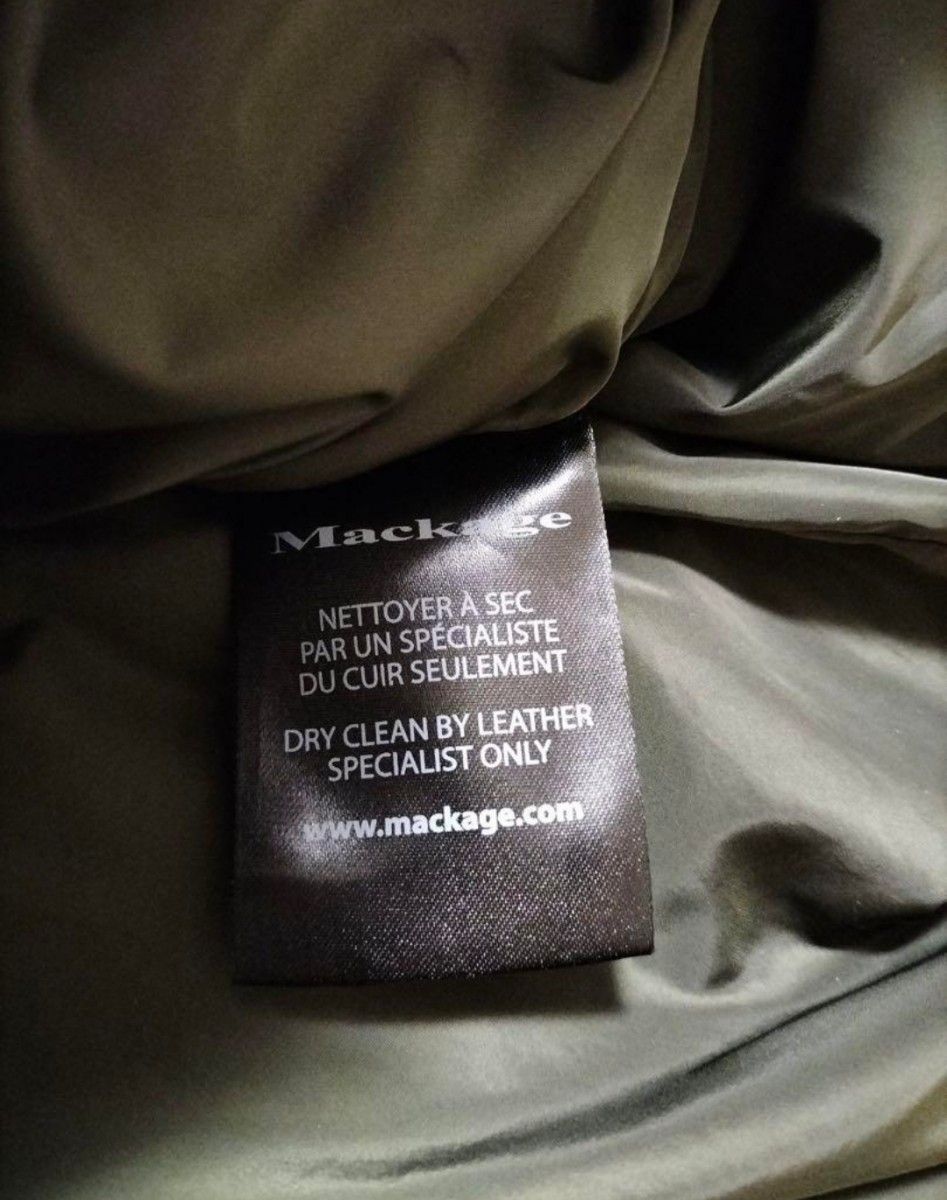 Mackage
NETTOYER À SEC
PAR UN SPÉCIALISTE
DU CUIR SEULEMENT
DRY CLEAN BY LEATHER
SPECIALIST ONLY
www.mackage.com